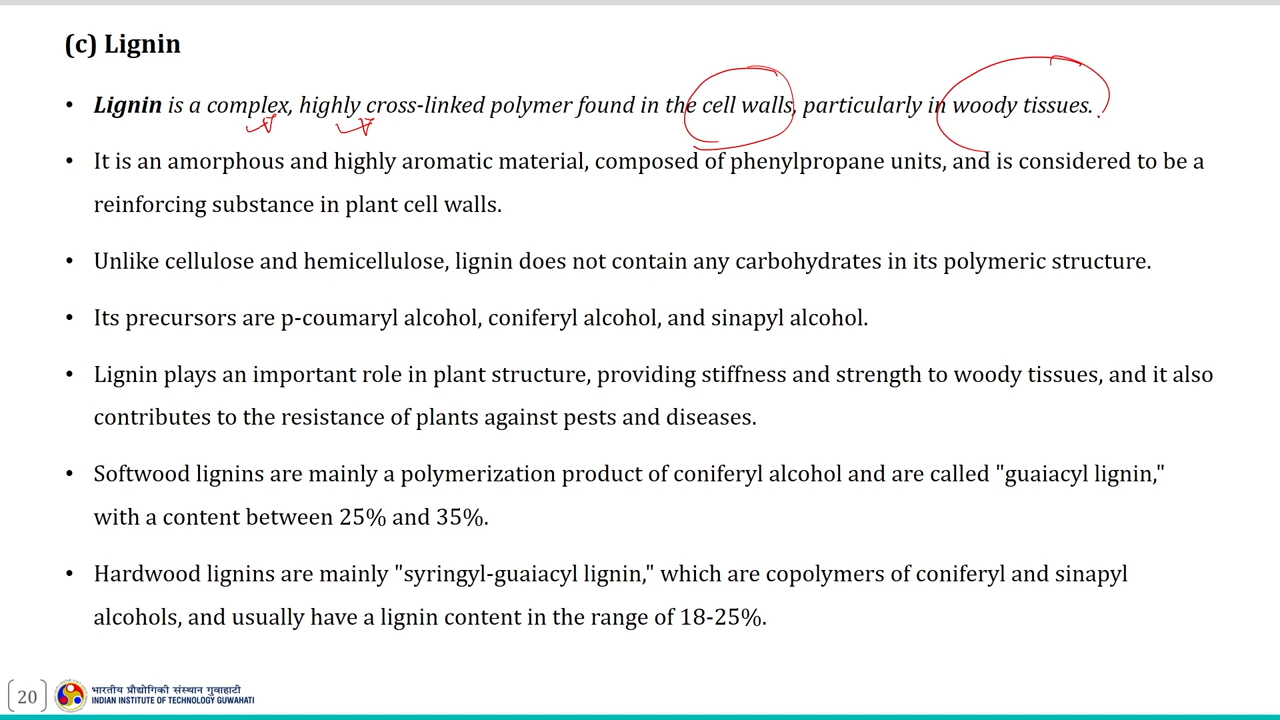 (c) Lignin
• Lignin is a complex, highly cross-linked polymer found in the cell walls, particularly in woody tissues.
• It is an amorphous and highly aromatic material, composed of phenylpropane units, and is considered to be a
reinforcing substance in plant cell walls.
• Unlike cellulose and hemicellulose, lignin does not contain any carbohydrates in its polymeric structure.
• Its precursors are p-coumaryl alcohol, coniferyl alcohol, and sinapyl alcohol.
• Lignin plays an important role in plant structure, providing stiffness and strength to woody tissues, and it also
contributes to the resistance of plants against pests and diseases.
• Softwood lignins are mainly a polymerization product of coniferyl alcohol and are called "guaiacyl lignin,"
with a content between 25% and 35%.
• Hardwood lignins are mainly "syringyl-guaiacyl lignin," which are copolymers of coniferyl and sinapyl
alcohols, and usually have a lignin content in the range of 18-25%.
20
भारतीय प्रौद्योगिकी संस्थान गुवाहाटी
INDIAN INSTITUTE OF TECHNOLOGY GUWAHATI